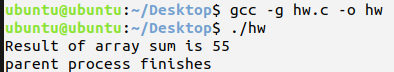 ubuntu@ubuntu:~/Desktop$ gcc -g hw.c -o hw
ubuntu@ubuntu:~/Desktop$ ./hw
Result of array sum is 55
parent process finishes